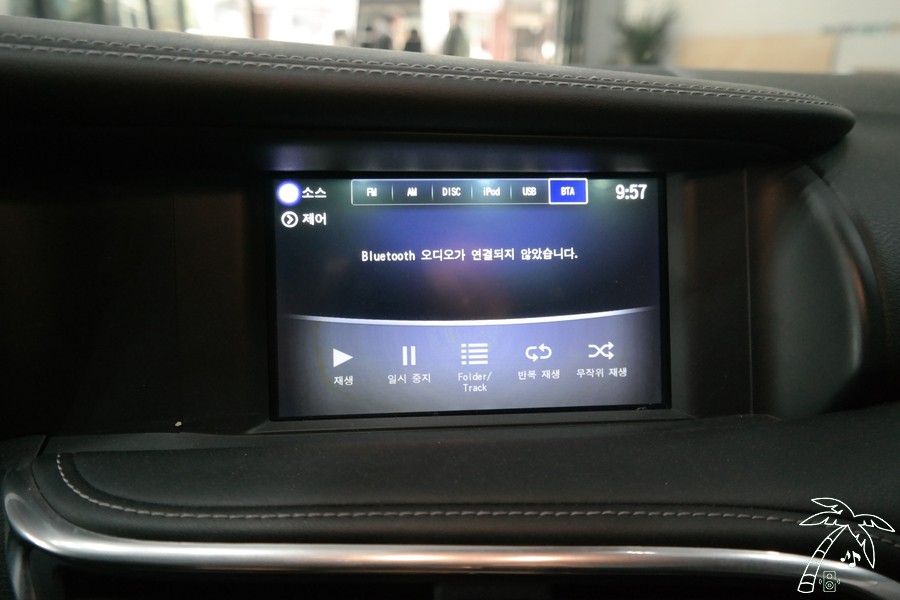 소스 FM AM DISC iPod USB BTA 9:57
제어
Bluetooth 오디오가 연결되지 않았습니다.
재생 일시 중지 Folder/ 반복 재생 무작위 재생
Track